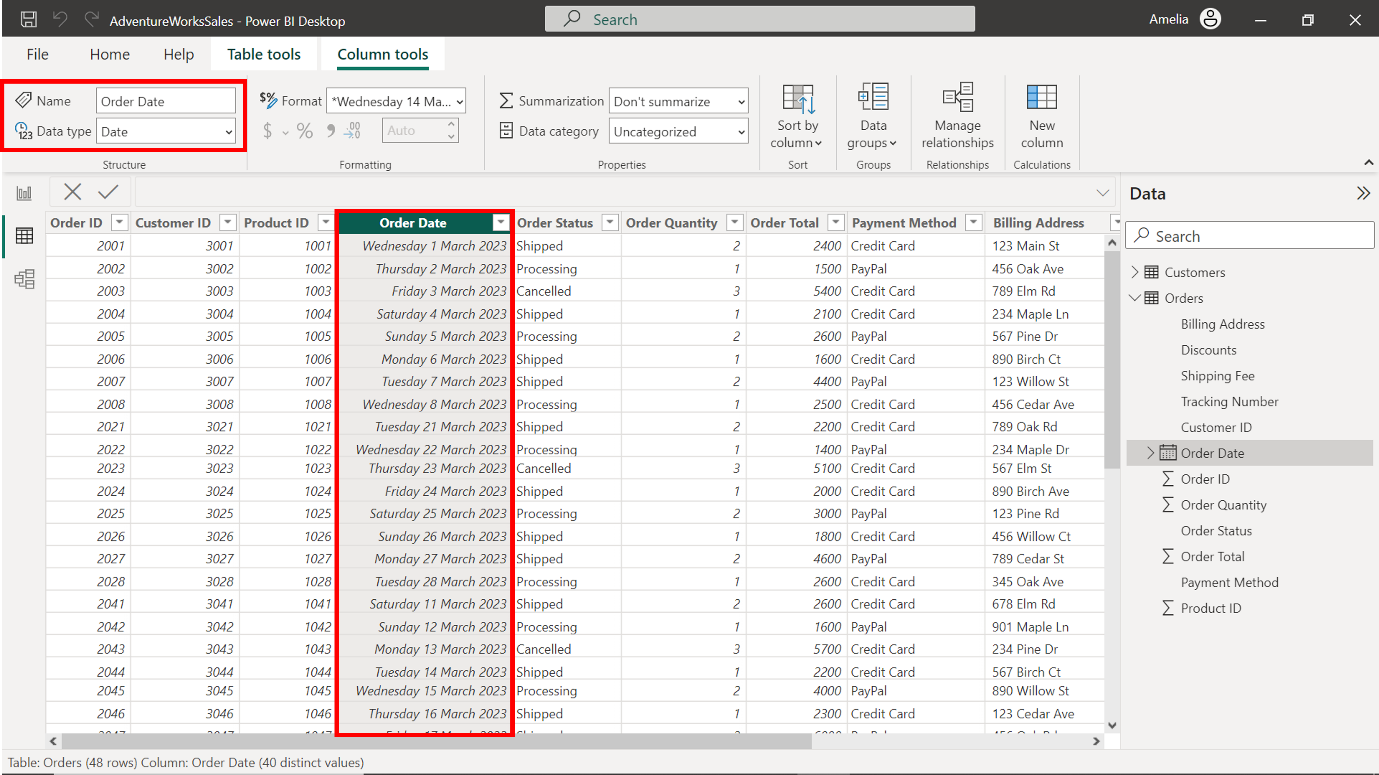 AdventureWorksSales - Power BI Desktop
Search
Amelia
File Home Help Table tools Column tools
Name Order Date
Data type Date
Structure
$% Format *Wednesday 14 Ma...
$ % Auto
Formatting
Summarization Don't summarize
Data category Uncategorized
Properties
Sort by column
Sort
Data groups
Groups
Manage relationships
Relationships
New column
Calculations
Order ID Customer ID Product ID Order Date Order Status Order Quantity Order Total Payment Method Billing Address
2001 3001 1001 Wednesday 1 March 2023 Shipped 2 2400 Credit Card 123 Main St
2002 3002 1002 Thursday 2 March 2023 Processing 1 1500 PayPal 456 Oak Ave
2003 3003 1003 Friday 3 March 2023 Cancelled 3 5400 Credit Card 789 Elm Rd
2004 3004 1004 Saturday 4 March 2023 Shipped 1 2100 Credit Card 234 Maple Ln
2005 3005 1005 Sunday 5 March 2023 Processing 2 2600 PayPal 567 Pine Dr
2006 3006 1006 Monday 6 March 2023 Shipped 1 1600 Credit Card 890 Birch Ct
2007 3007 1007 Tuesday 7 March 2023 Shipped 2 4400 PayPal 123 Willow St
2008 3008 1008 Wednesday 8 March 2023 Processing 1 2500 Credit Card 456 Cedar Ave
2021 3021 1021 Tuesday 21 March 2023 Shipped 2 2200 Credit Card 789 Oak Rd
2022 3022 1022 Wednesday 22 March 2023 Processing 1 1400 PayPal 234 Maple Dr
2023 3023 1023 Thursday 23 March 2023 Cancelled 3 5100 Credit Card 567 Elm St
2024 3024 1024 Friday 24 March 2023 Shipped 1 2000 Credit Card 890 Birch Ave
2025 3025 1025 Saturday 25 March 2023 Processing 2 3000 PayPal 123 Pine Rd
2026 3026 1026 Sunday 26 March 2023 Shipped 1 1800 Credit Card 456 Willow Ct
2027 3027 1027 Monday 27 March 2023 Shipped 2 4600 PayPal 789 Cedar St
2028 3028 1028 Tuesday 28 March 2023 Processing 1 2600 Credit Card 345 Oak Ave
2041 3041 1041 Saturday 11 March 2023 Shipped 2 2600 Credit Card 678 Elm Rd
2042 3042 1042 Sunday 12 March 2023 Processing 1 1600 PayPal 901 Maple Ln
2043 3043 1043 Monday 13 March 2023 Cancelled 3 5700 Credit Card 234 Pine Dr
2044 3044 1044 Tuesday 14 March 2023 Shipped 1 2200 Credit Card 567 Birch Ct
2045 3045 1045 Wednesday 15 March 2023 Processing 2 4000 PayPal 890 Willow St
2046 3046 1046 Thursday 16 March 2023 Shipped 1 2300 Credit Card 123 Cedar Ave
Data
Search
Customers
Orders
Billing Address
Discounts
Shipping Fee
Tracking Number
Customer ID
Order Date
Order ID
Order Quantity
Order Status
Order Total
Payment Method
Product ID
Table: Orders (48 rows) Column: Order Date (40 distinct values)